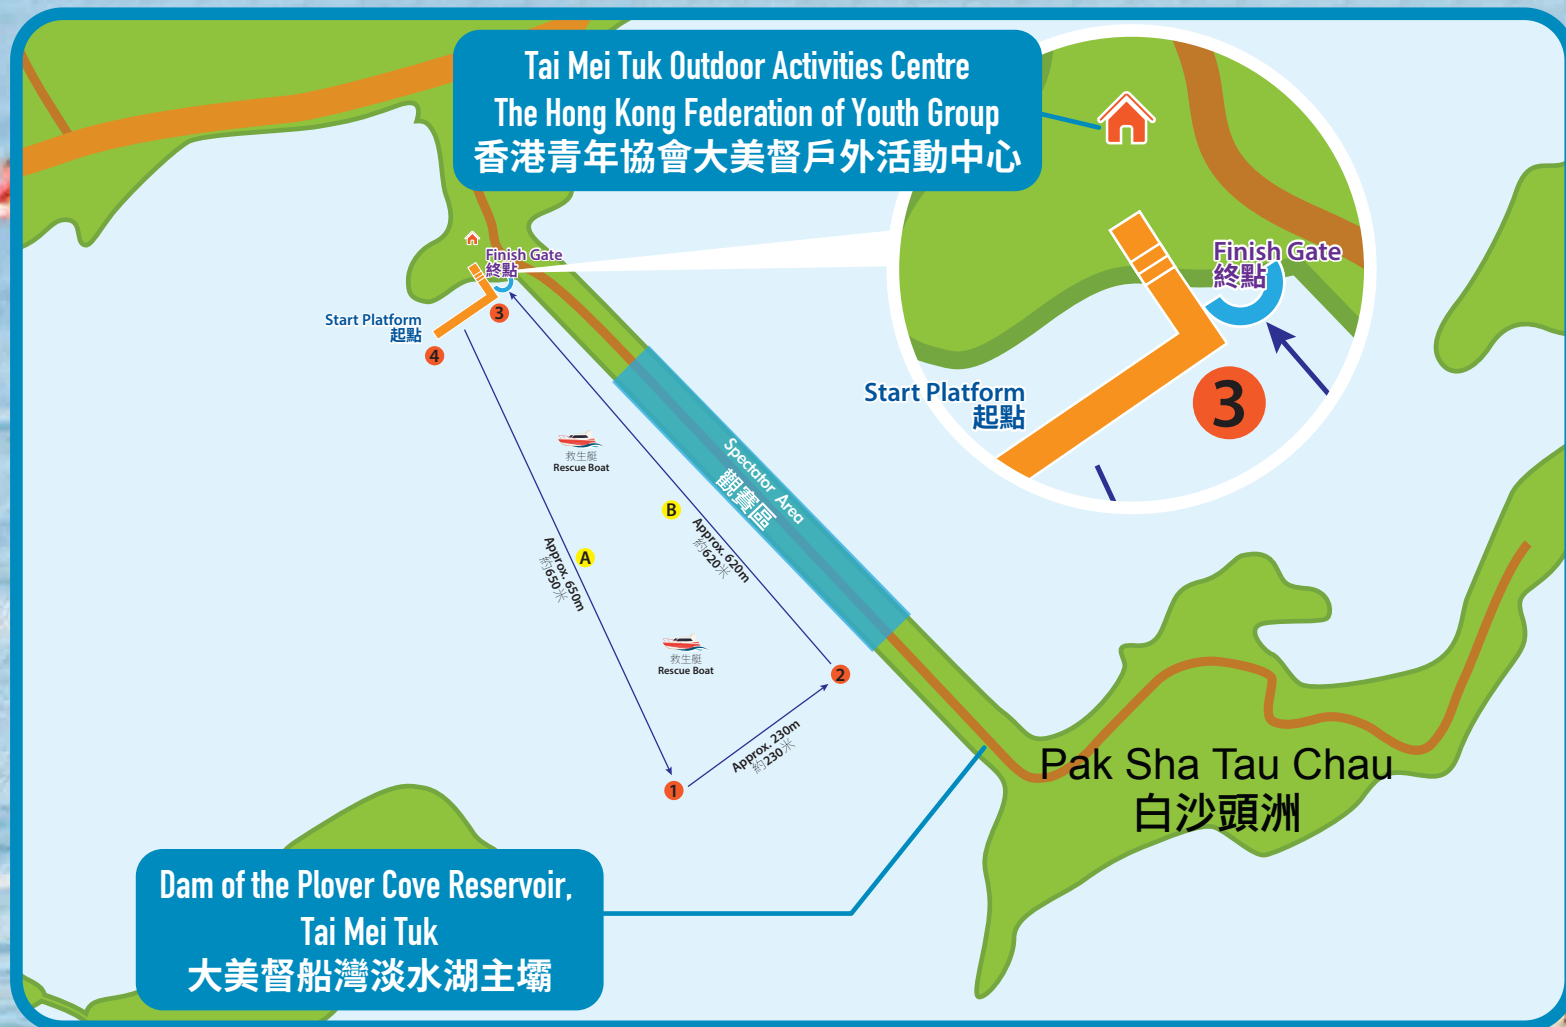 Tai Mei Tuk Outdoor Activities Centre
The Hong Kong Federation of Youth Group
香港青年協會大美督戶外活動中心
Finish Gate
終點
Start Platform
起點
3
4
Finish Gate
終點
Start Platform
起點
3
救生艇
Rescue Boat
Spectator Area
觀賽區
B
Approx. 620m
約620米
A
Approx. 650m
約650米
救生艇
Rescue Boat
2
Approx. 230m
約230米
1
Pak Sha Tau Chau
白沙頭洲
Dam of the Plover Cove Reservoir,
Tai Mei Tuk
大美督船灣淡水湖主壩